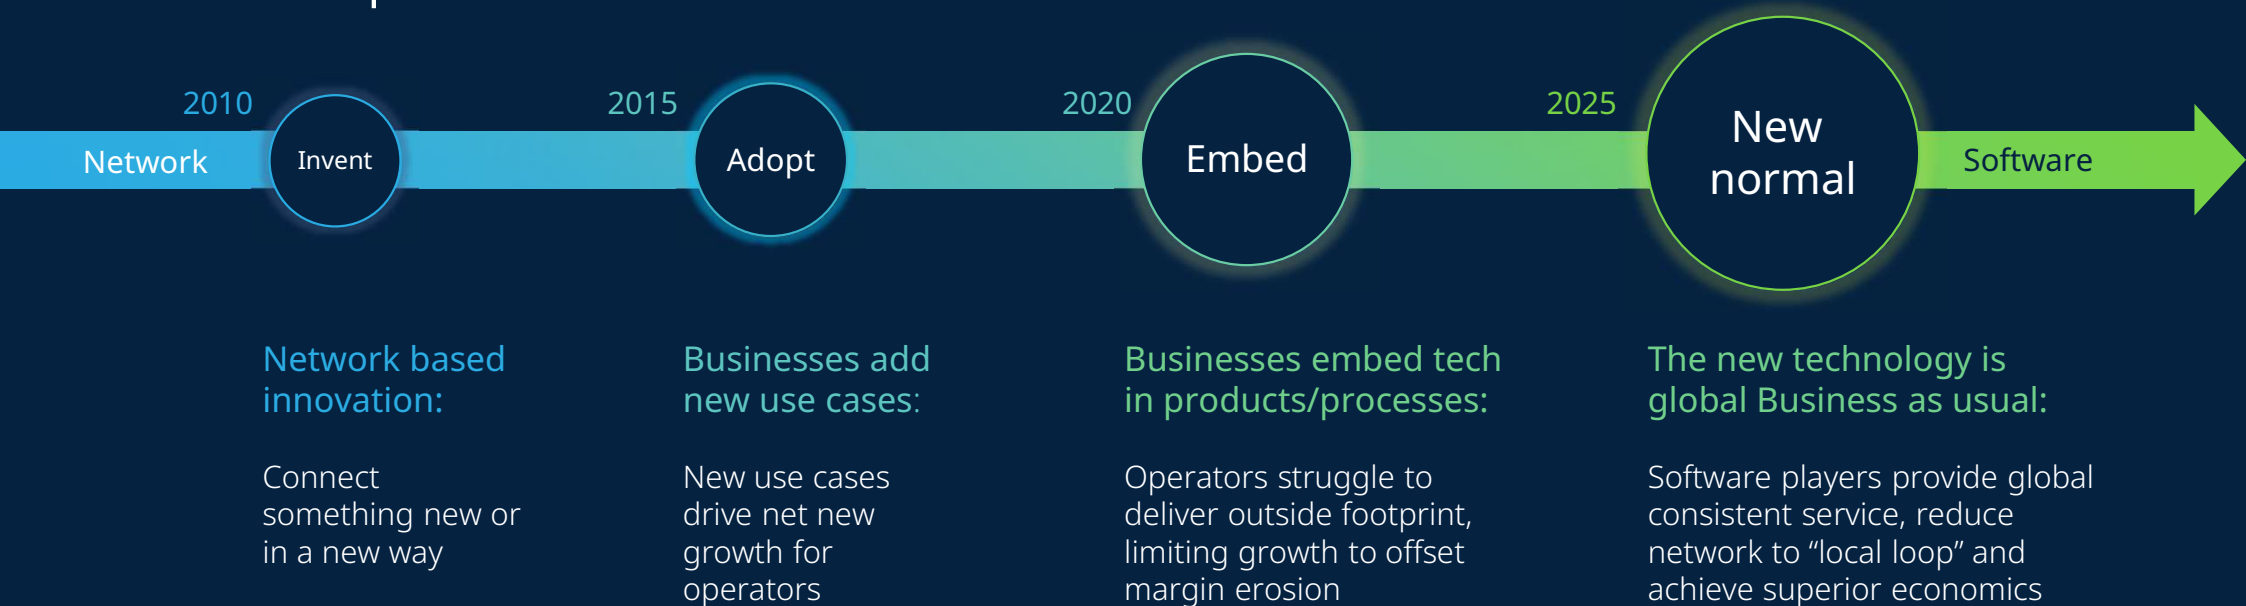 2010
2015
2020
2025
Network
Invent
Adopt
Embed
New
normal
Software
Network based
innovation:
Connect
something new or
in a new way
Businesses add
new use cases:
New use cases
drive net new
growth for
operators
Businesses embed tech
in products/processes:
Operators struggle to
deliver outside footprint,
limiting growth to offset
margin erosion
The new technology is
global Business as usual:
Software players provide global
consistent service, reduce
network to “local loop” and
achieve superior economics